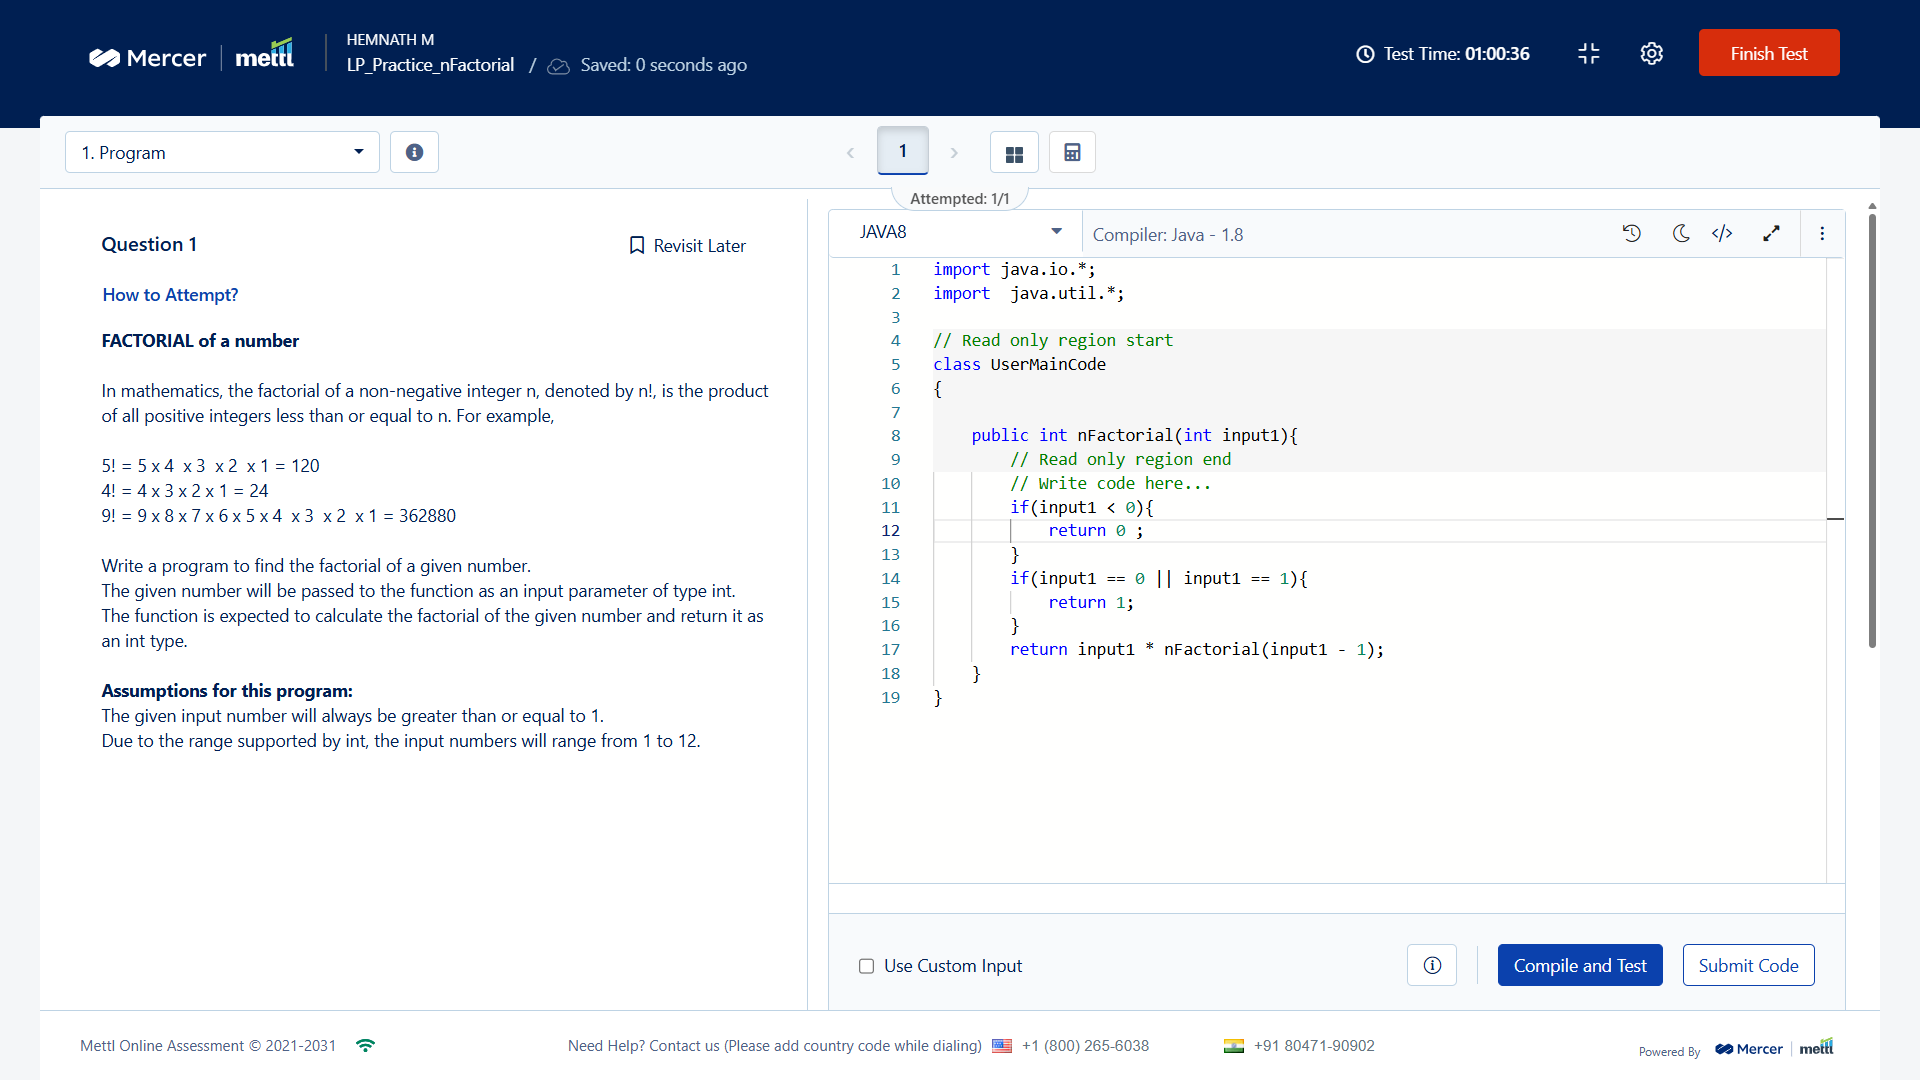 Mercer
mettl
HEMNATH M
LP_Practice_nFactorial / Saved: 0 seconds ago
Test Time: 01:00:36
Finish Test
1. Program
1
Attempted: 1/1
Question 1
Revisit Later
How to Attempt?
FACTORIAL of a number
In mathematics, the factorial of a non-negative integer n, denoted by n!, is the product
of all positive integers less than or equal to n. For example,
5! = 5 x 4  x 3  x 2  x 1 = 120
4! = 4 x 3 x 2 x 1 = 24
9! = 9 x 8 x 7 x 6 x 5 x 4  x 3  x 2  x 1 = 362880
Write a program to find the factorial of a given number.
The given number will be passed to the function as an input parameter of type int.
The function is expected to calculate the factorial of the given number and return it as
an int type.
Assumptions for this program:
The given input number will always be greater than or equal to 1.
Due to the range supported by int, the input numbers will range from 1 to 12.
JAVA8
Compiler: Java - 1.8
1 import java.io.*;
2 import  java.util.*;
3
4 // Read only region start
5 class UserMainCode
6 {
7
8     public int nFactorial(int input1){
9         // Read only region end
10         // Write code here...
11         if(input1 < 0){
12             return 0 ;
13         }
14         if(input1 == 0 || input1 == 1){
15             return 1;
16         }
17         return input1 * nFactorial(input1 - 1);
18     }
19 }
Use Custom Input
Compile and Test
Submit Code
Mettl Online Assessment © 2021-2031
Need Help? Contact us (Please add country code while dialing)
+1 (800) 265-6038
+91 80471-90902
Powered By
Mercer
mettl